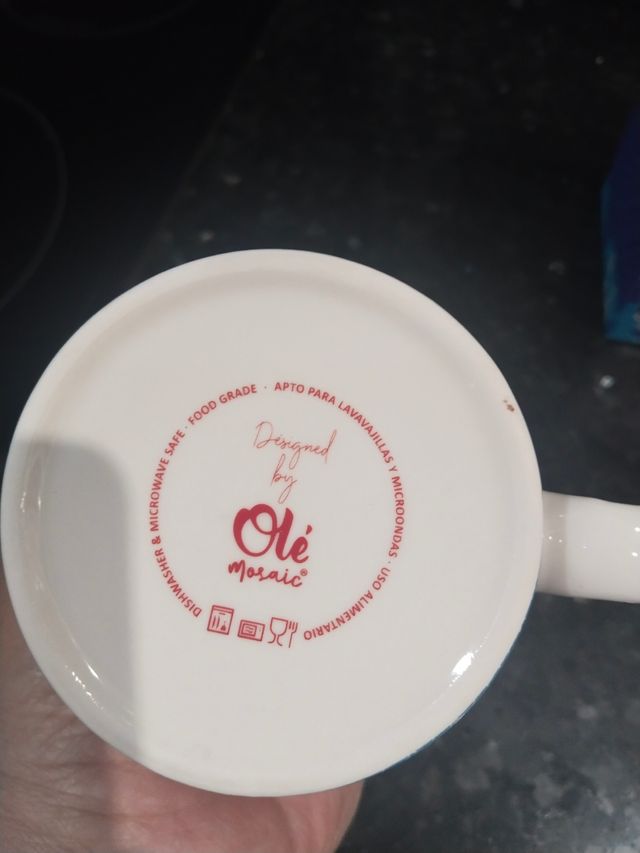 DISHWASHER & MICROWAVE SAFE · FOOD GRADE · APTO PARA LAVAVAJILLAS Y MICROONDAS · USO ALIMENTARIO
Designed
by
Olé
mosaic®